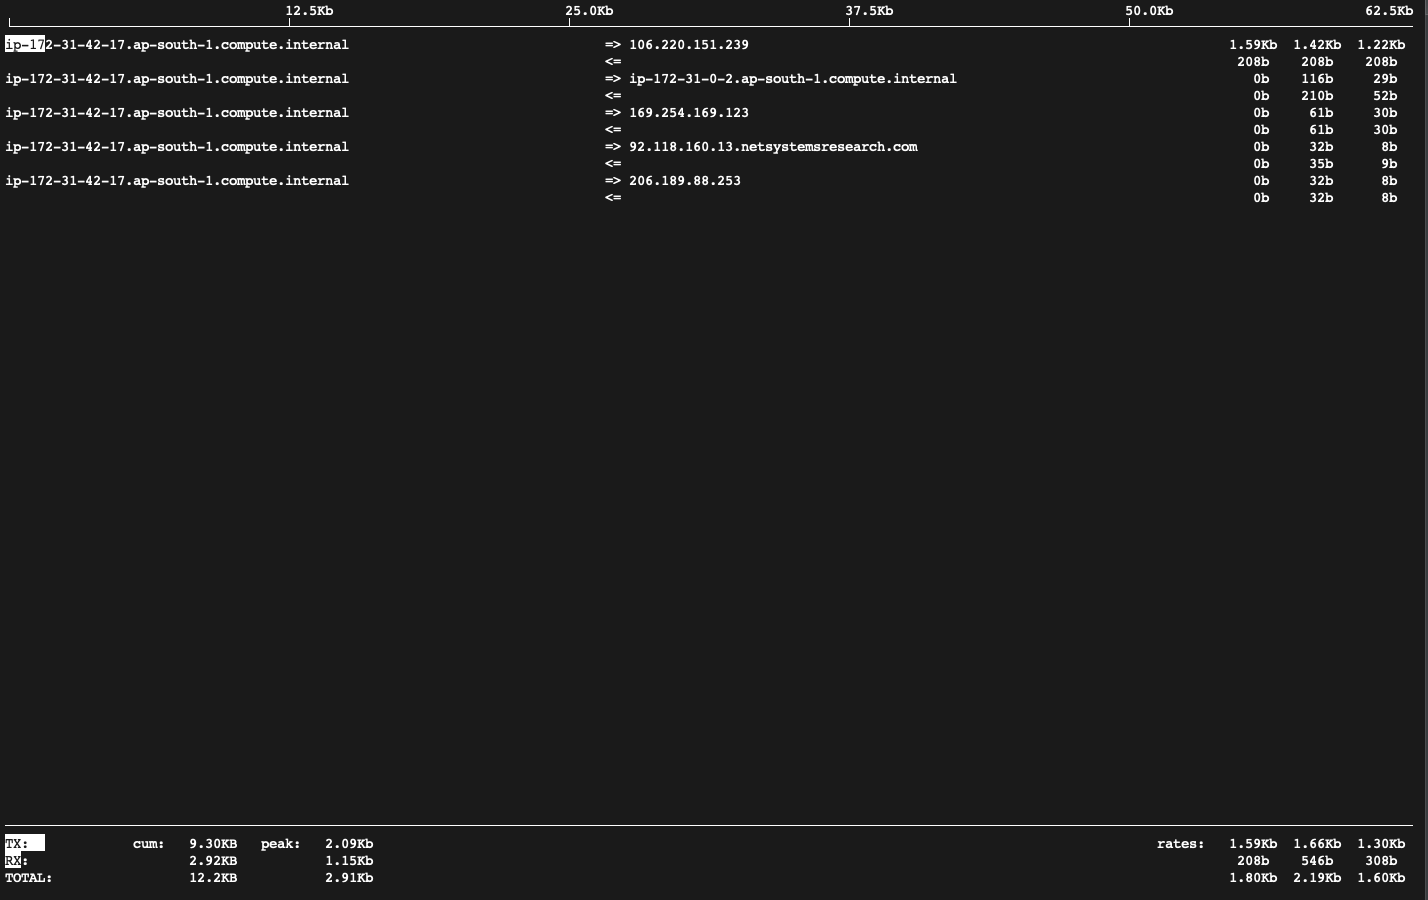 12.5Kb 25.0Kb 37.5Kb 50.0Kb 62.5Kb
ip-172-31-42-17.ap-south-1.compute.internal => 106.220.151.239 1.59Kb 1.42Kb 1.22Kb
<= 208b 208b 208b
ip-172-31-42-17.ap-south-1.compute.internal => ip-172-31-0-2.ap-south-1.compute.internal 0b 116b 29b
<= 0b 210b 52b
ip-172-31-42-17.ap-south-1.compute.internal => 169.254.169.123 0b 61b 30b
<= 0b 61b 30b
ip-172-31-42-17.ap-south-1.compute.internal => 92.118.160.13.netsystemsresearch.com 0b 32b 8b
<= 0b 35b 9b
ip-172-31-42-17.ap-south-1.compute.internal => 206.189.88.253 0b 32b 8b
<= 0b 32b 8b
TX: cum: 9.30KB peak: 2.09Kb rates: 1.59Kb 1.66Kb 1.30Kb
RX: 2.92KB 1.15Kb 208b 546b 308b
TOTAL: 12.2KB 2.91Kb 1.80Kb 2.19Kb 1.60Kb